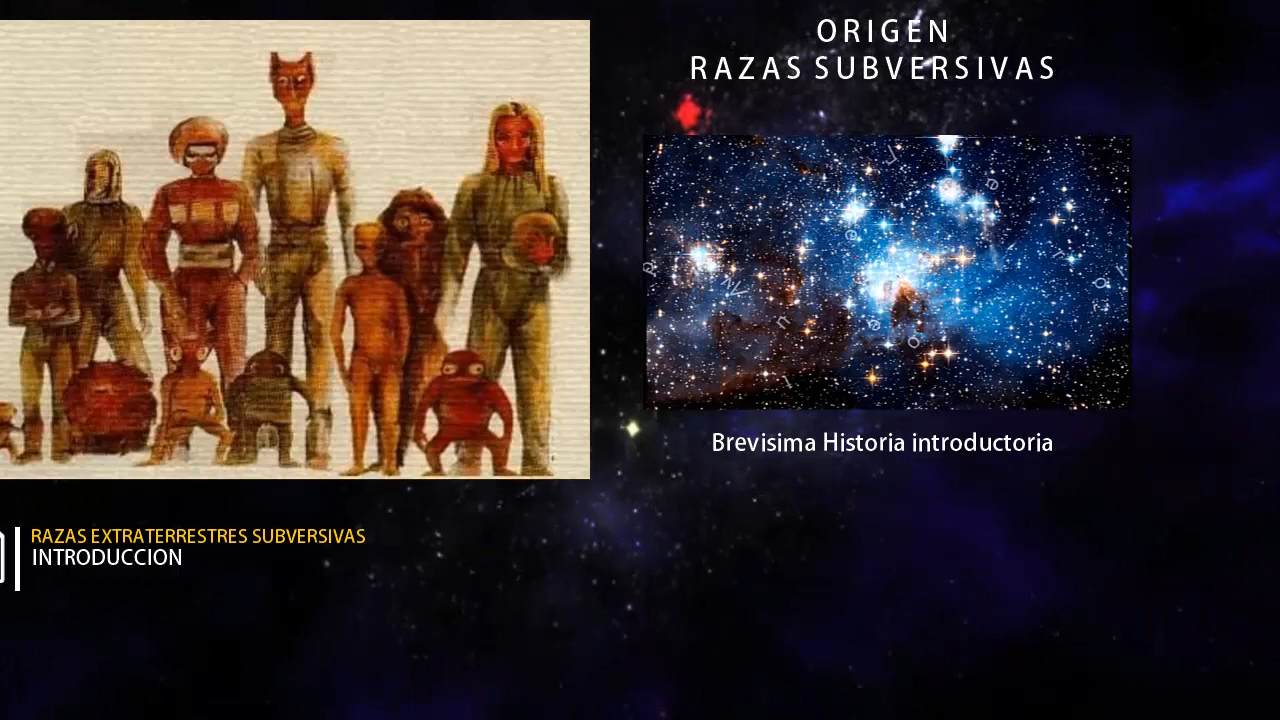 ORIGEN
RAZAS SUBVERSIVAS
Brevisima Historia introductoria
RAZAS EXTRATERRESTRES SUBVERSIVAS
INTRODUCCION